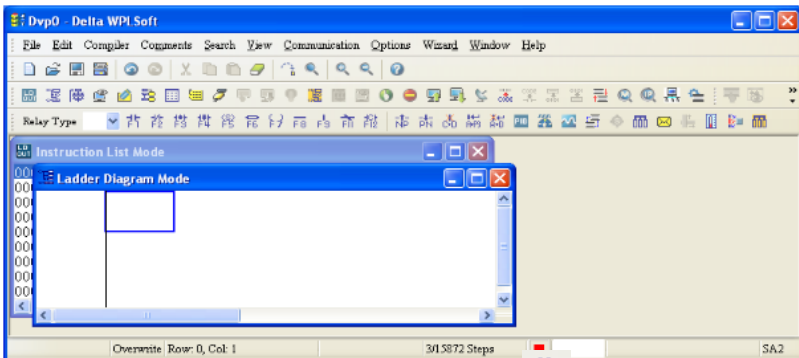 Dvp0 - Delta WPLSoft
File Edit Compiler Comments Search View Communication Options Wizard Window Help
Relay Type
Instruction List Mode
Ladder Diagram Mode
Overwrite Row: 0, Col: 1 3/15872 Steps SA2